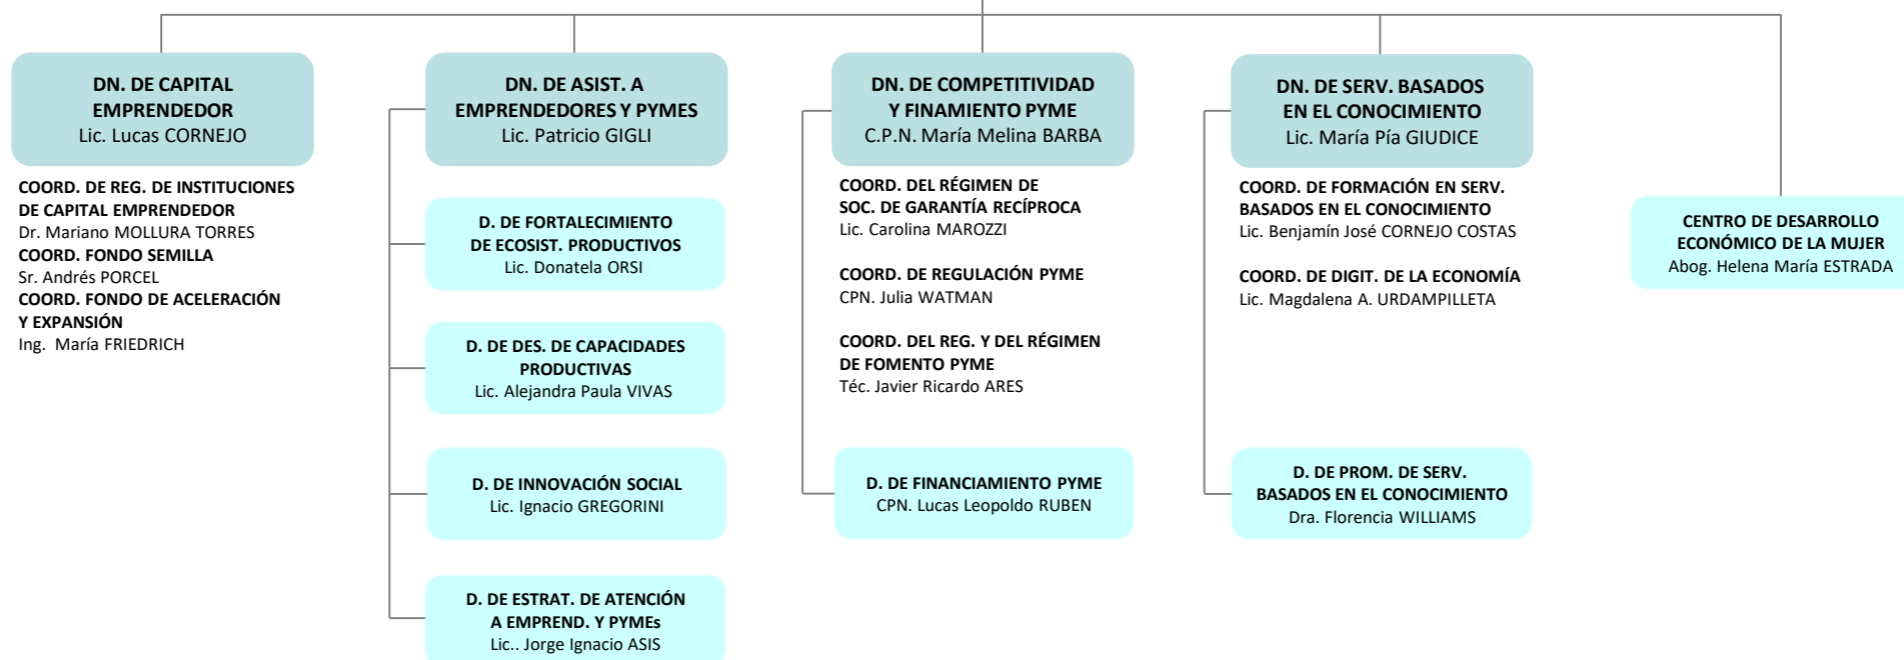 DN. DE CAPITAL
EMPRENDEDOR
Lic. Lucas CORNEJO
COORD. DE REG. DE INSTITUCIONES
DE CAPITAL EMPRENDEDOR
Dr. Mariano MOLLURA TORRES
COORD. FONDO SEMILLA
Sr. Andrés PORCEL
COORD. FONDO DE ACELERACIÓN
Y EXPANSIÓN
Ing. María FRIEDRICH
DN. DE ASIST. A
EMPRENDEDORES Y PYMES
Lic. Patricio GIGLI
D. DE FORTALECIMIENTO
DE ECOSIST. PRODUCTIVOS
Lic. Donatela ORSI
D. DE DES. DE CAPACIDADES
PRODUCTIVAS
Lic. Alejandra Paula VIVAS
D. DE INNOVACIÓN SOCIAL
Lic. Ignacio GREGORINI
D. DE ESTRAT. DE ATENCIÓN
A EMPREND. Y PYMEs
Lic.. Jorge Ignacio ASIS
DN. DE COMPETITIVIDAD
Y FINAMIENTO PYME
C.P.N. María Melina BARBA
COORD. DEL RÉGIMEN DE
SOC. DE GARANTÍA RECÍPROCA
Lic. Carolina MAROZZI
COORD. DE REGULACIÓN PYME
CPN. Julia WATMAN
COORD. DEL REG. Y DEL RÉGIMEN
DE FOMENTO PYME
Téc. Javier Ricardo ARES
D. DE FINANCIAMIENTO PYME
CPN. Lucas Leopoldo RUBEN
DN. DE SERV. BASADOS
EN EL CONOCIMIENTO
Lic. María Pía GIUDICE
COORD. DE FORMACIÓN EN SERV.
BASADOS EN EL CONOCIMIENTO
Lic. Benjamín José CORNEJO COSTAS
COORD. DE DIGIT. DE LA ECONOMÍA
Lic. Magdalena A. URDAMPILLETA
D. DE PROM. DE SERV.
BASADOS EN EL CONOCIMIENTO
Dra. Florencia WILLIAMS
CENTRO DE DESARROLLO
ECONÓMICO DE LA MUJER
Abog. Helena María ESTRADA